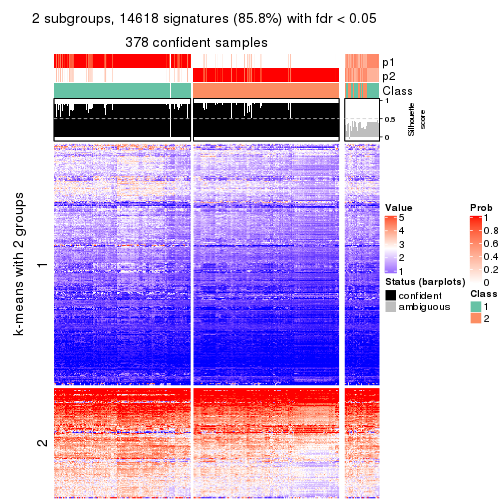 2 subgroups, 14618 signatures (85.8%) with fdr < 0.05
378 confident samples
p1
p2
Class
1
0.5
0
Silhouette
score
k-means with 2 groups
1
2
Value
5
4
3
2
1
Status (barplots)
confident
ambiguous
Prob
1
0.8
0.6
0.4
0.2
0
Class
1
2